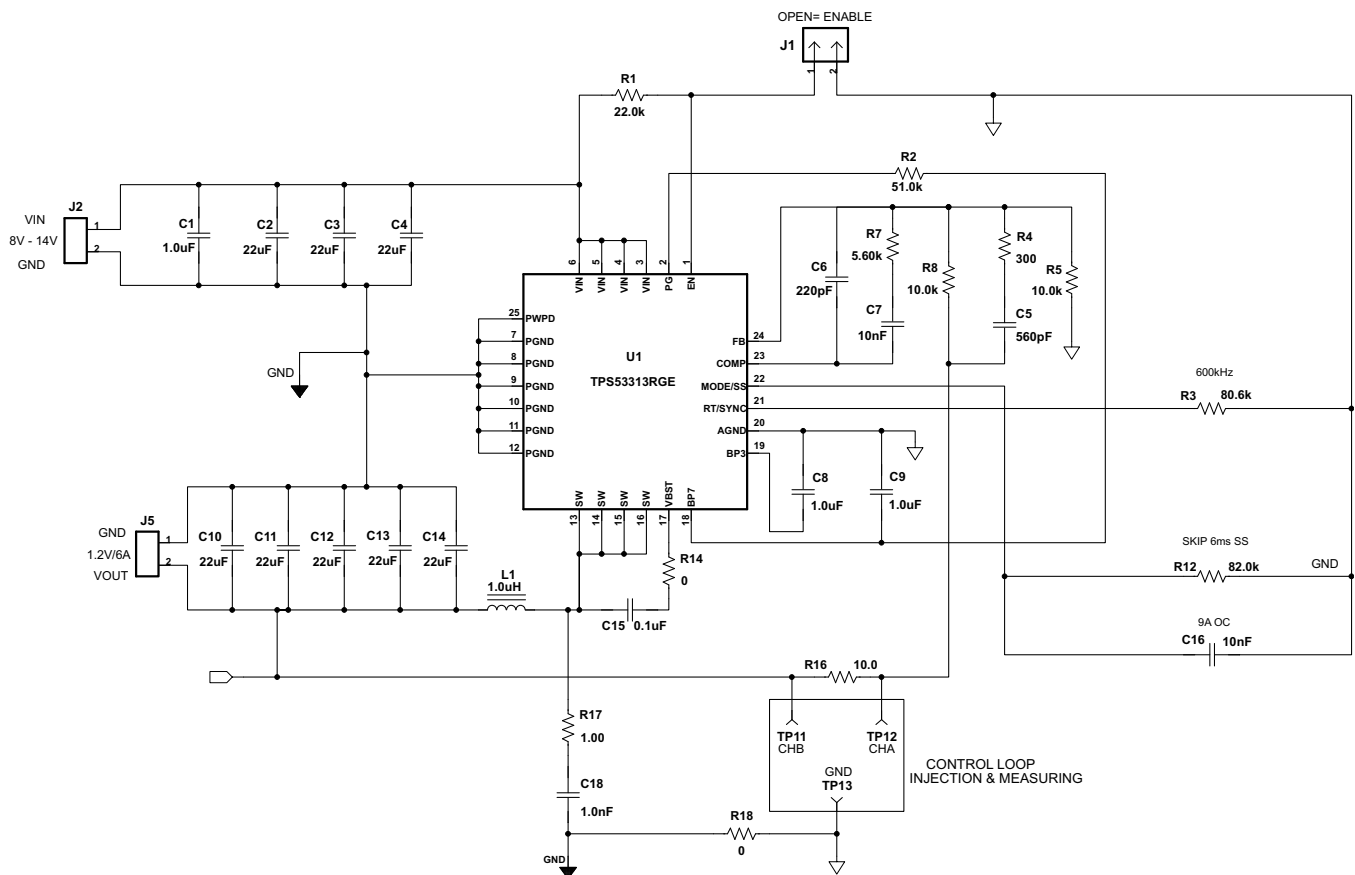 OPEN= ENABLE
J1
1
2
R1
22.0k
R2
51.0k
J2
VIN
8V - 14V
GND
1
2
C1
1.0uF
C2
22uF
C3
22uF
C4
22uF
6
5
4
3
2
1
VIN
VIN
VIN
VIN
PG
EN
R7
5.60k
R4
300
C6
220pF
R8
10.0k
R5
10.0k
C7
10nF
C5
560pF
25
PWPD
7
PGND
8
PGND
9
PGND
10
PGND
11
PGND
12
PGND
U1
TPS53313RGE
FB
24
COMP
23
MODE/SS
22
RT/SYNC
21
AGND
20
BP3
19
GND
600kHz
R3
80.6k
SW
SW
SW
SW
VBST
BP7
13
14
15
16
17
18
C8
1.0uF
C9
1.0uF
J5
GND
1.2V/6A
VOUT
1
2
C10
22uF
C11
22uF
C12
22uF
C13
22uF
C14
22uF
L1
1.0uH
R14
0
C15
0.1uF
SKIP 6ms SS
R12
82.0k
GND
9A OC
C16
10nF
R16
10.0
R17
1.00
C18
1.0nF
TP11
CHB
TP12
CHA
GND
TP13
CONTROL LOOP
INJECTION & MEASURING
R18
0
GND